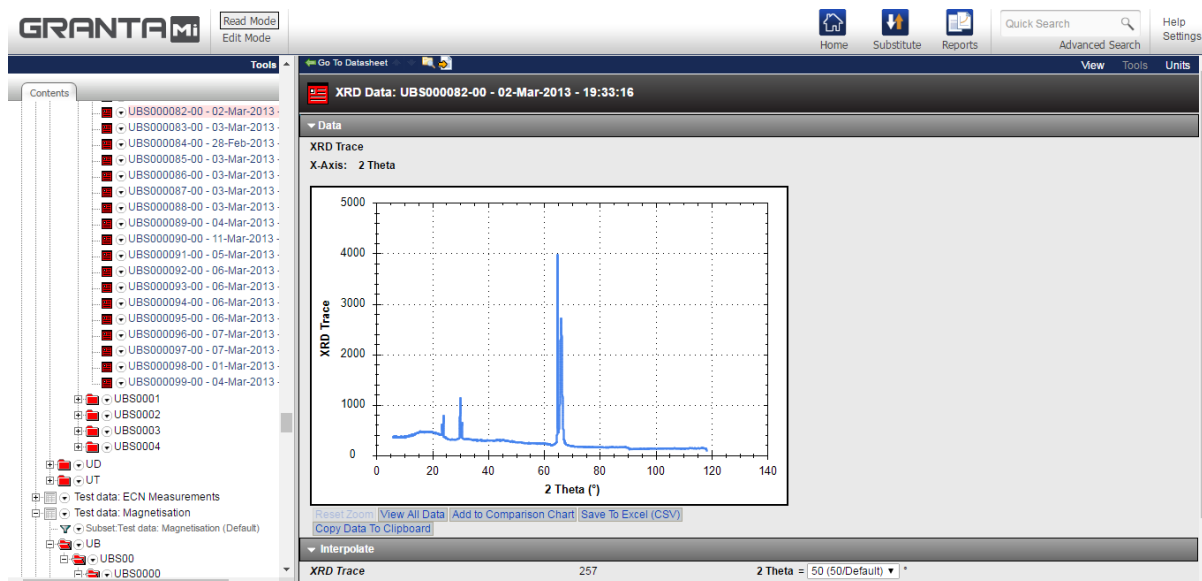 GRANTA Mi
Read Mode
Edit Mode
Home
Substitute
Reports
Quick Search
Advanced Search
Help
Settings
Tools
Contents
UBS000082-00 - 02-Mar-2013 -
UBS000083-00 - 03-Mar-2013 -
UBS000084-00 - 28-Feb-2013 -
UBS000085-00 - 03-Mar-2013 -
UBS000086-00 - 03-Mar-2013 -
UBS000087-00 - 03-Mar-2013 -
UBS000088-00 - 03-Mar-2013 -
UBS000089-00 - 04-Mar-2013 -
UBS000090-00 - 11-Mar-2013 -
UBS000091-00 - 05-Mar-2013 -
UBS000092-00 - 06-Mar-2013 -
UBS000093-00 - 06-Mar-2013 -
UBS000094-00 - 06-Mar-2013 -
UBS000095-00 - 06-Mar-2013 -
UBS000096-00 - 07-Mar-2013 -
UBS000097-00 - 07-Mar-2013 -
UBS000098-00 - 01-Mar-2013 -
UBS000099-00 - 04-Mar-2013 -
UBS0001
UBS0002
UBS0003
UBS0004
UD
UT
Test data: ECN Measurements
Test data: Magnetisation
Subset:Test data: Magnetisation (Default)
UB
UBS00
UBS0000
Go To Datasheet
View Tools Units
XRD Data: UBS000082-00 - 02-Mar-2013 - 19:33:16
Data
XRD Trace
X-Axis: 2 Theta
XRD Trace
5000
4000
3000
2000
1000
0
0 20 40 60 80 100 120 140
2 Theta (°)
Reset Zoom View All Data Add to Comparison Chart Save To Excel (CSV)
Copy Data To Clipboard
Interpolate
XRD Trace 257 2 Theta = 50 (50/Default) °